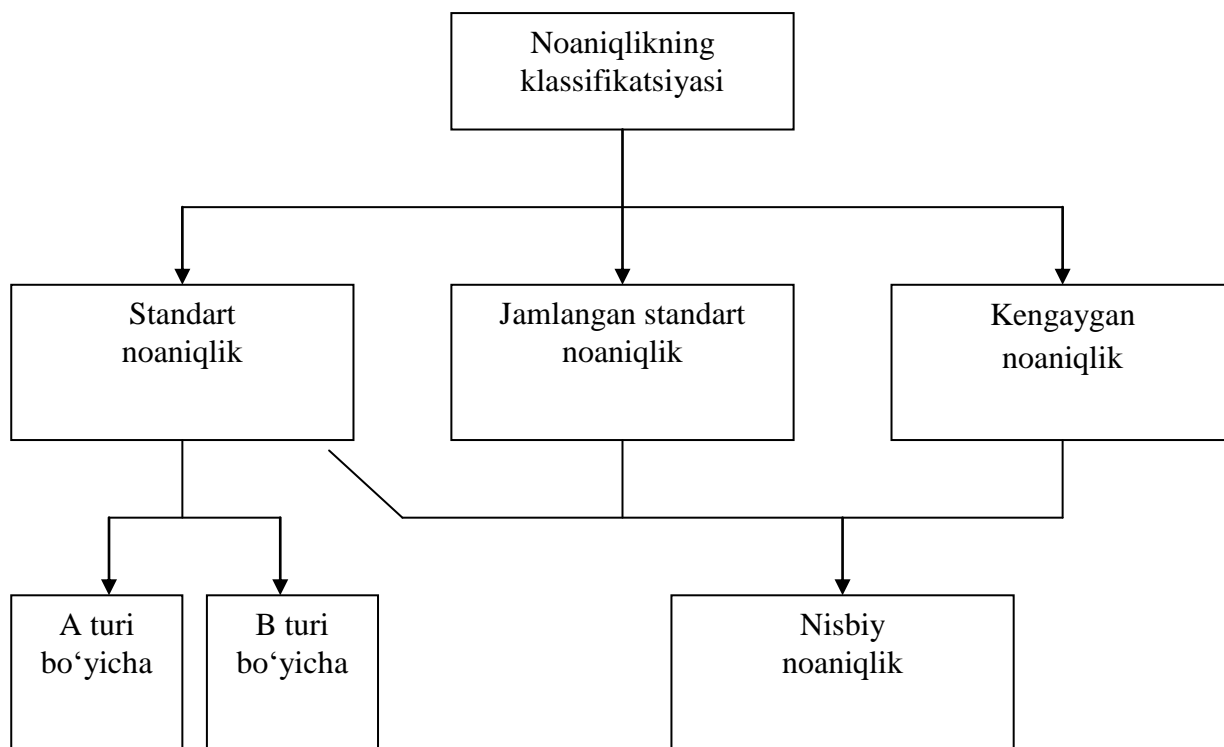 Noaniqlikning
klassifikatsiyasi
Standart
noaniqlik
Jamlangan standart
noaniqlik
Kengaygan
noaniqlik
A turi
bo‘yicha
B turi
bo‘yicha
Nisbiy
noaniqlik